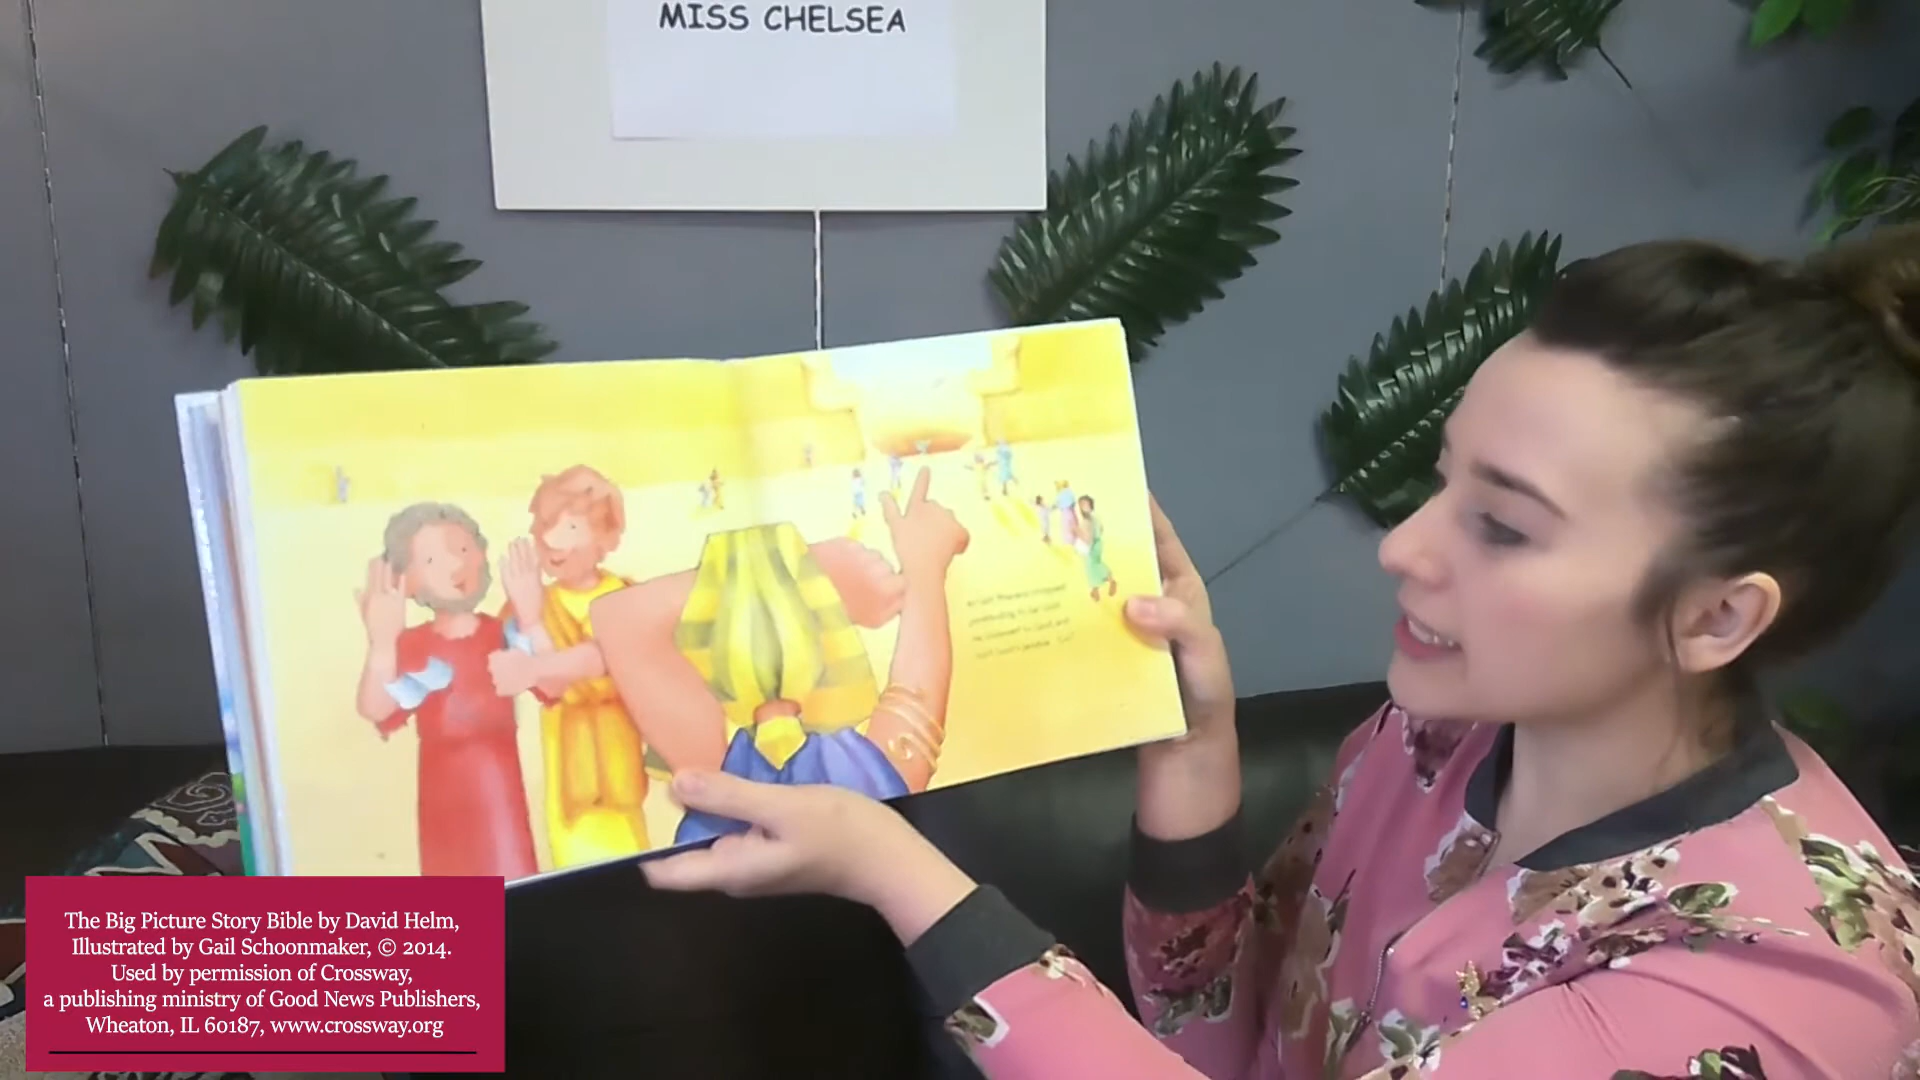 MISS CHELSEA
The Big Picture Story Bible by David Helm,
Illustrated by Gail Schoonmaker, © 2014.
Used by permission of Crossway,
a publishing ministry of Good News Publishers,
Wheaton, IL 60187, www.crossway.org